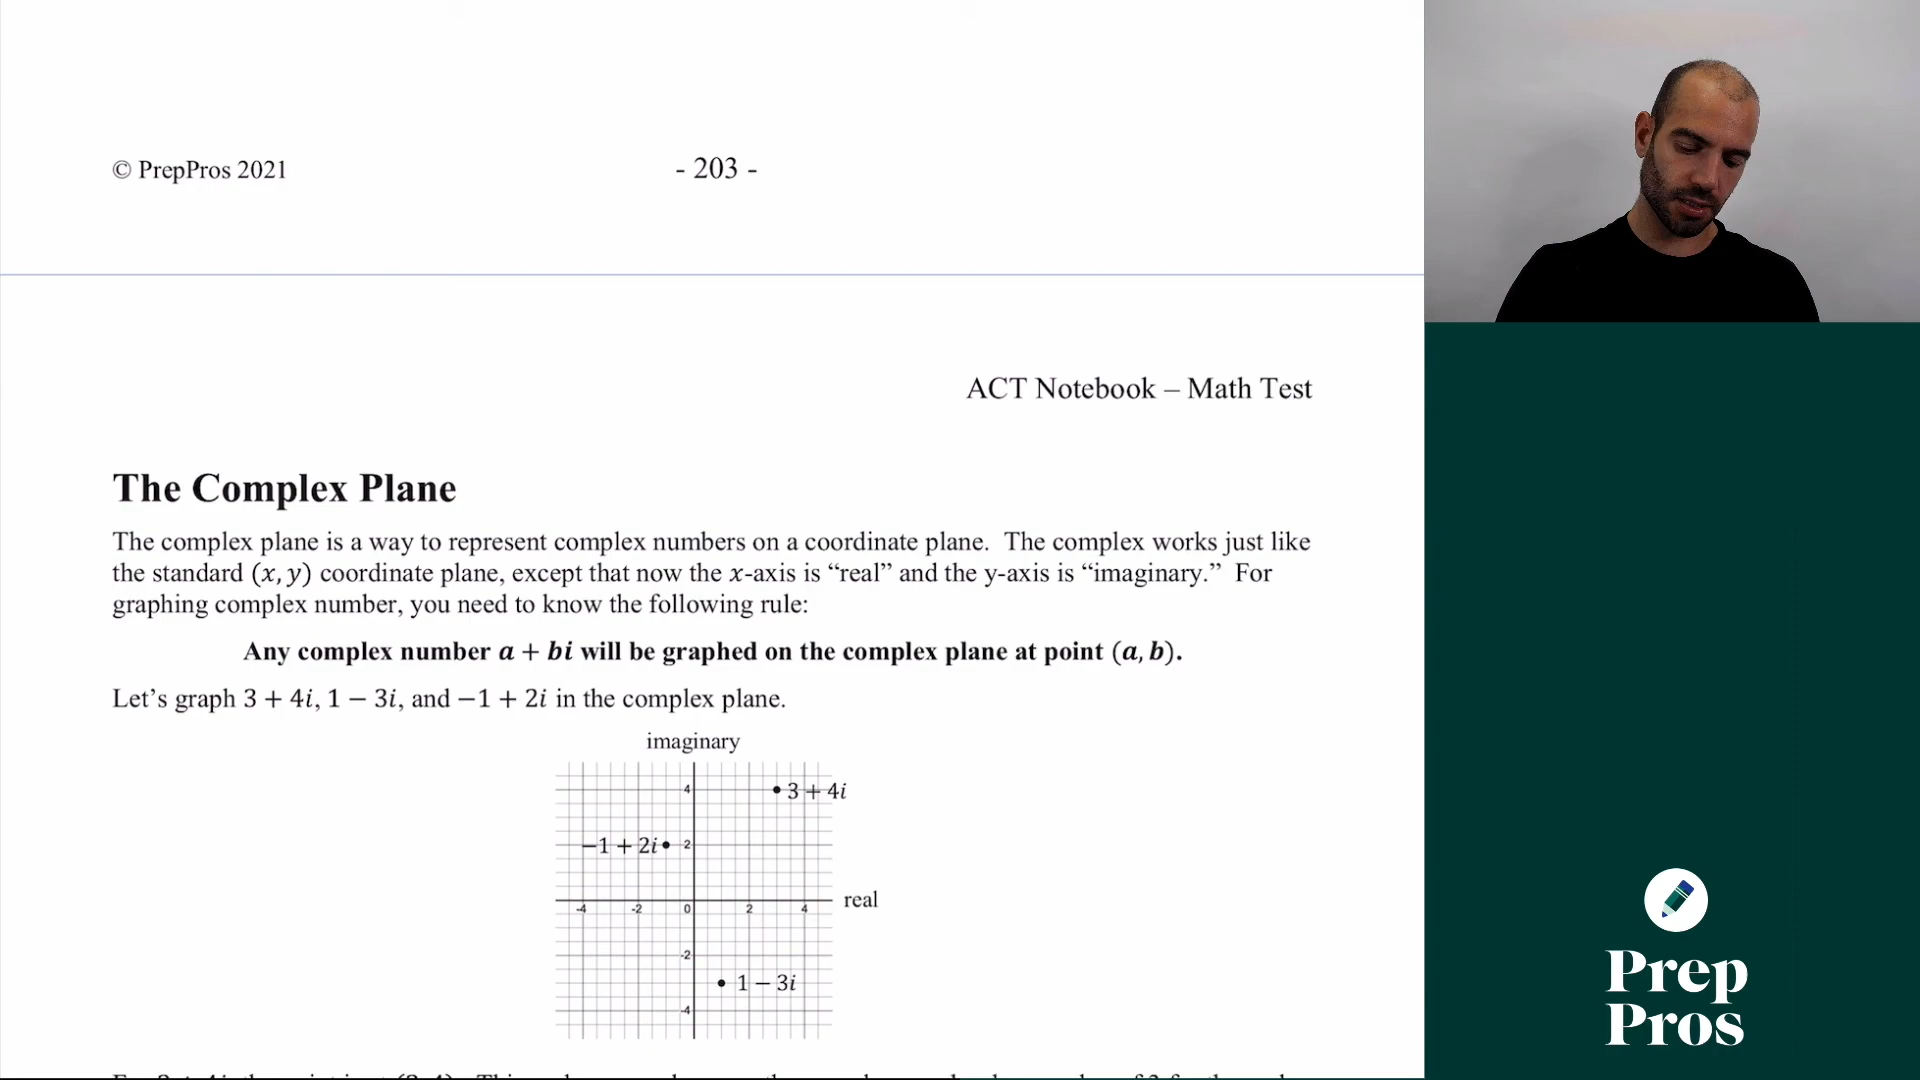 © PrepPros 2021
- 203 -
ACT Notebook – Math Test
The Complex Plane
The complex plane is a way to represent complex numbers on a coordinate plane. The complex works just like
the standard (x, y) coordinate plane, except that now the x-axis is “real” and the y-axis is “imaginary.” For
graphing complex number, you need to know the following rule:
Any complex number a + bi will be graphed on the complex plane at point (a, b).
Let’s graph 3 + 4i, 1 − 3i, and −1 + 2i in the complex plane.
imaginary
4
3 + 4i
−1 + 2i
2
real
-4 -2 0 2 4
-2
1 − 3i
-4
Prep
Pros